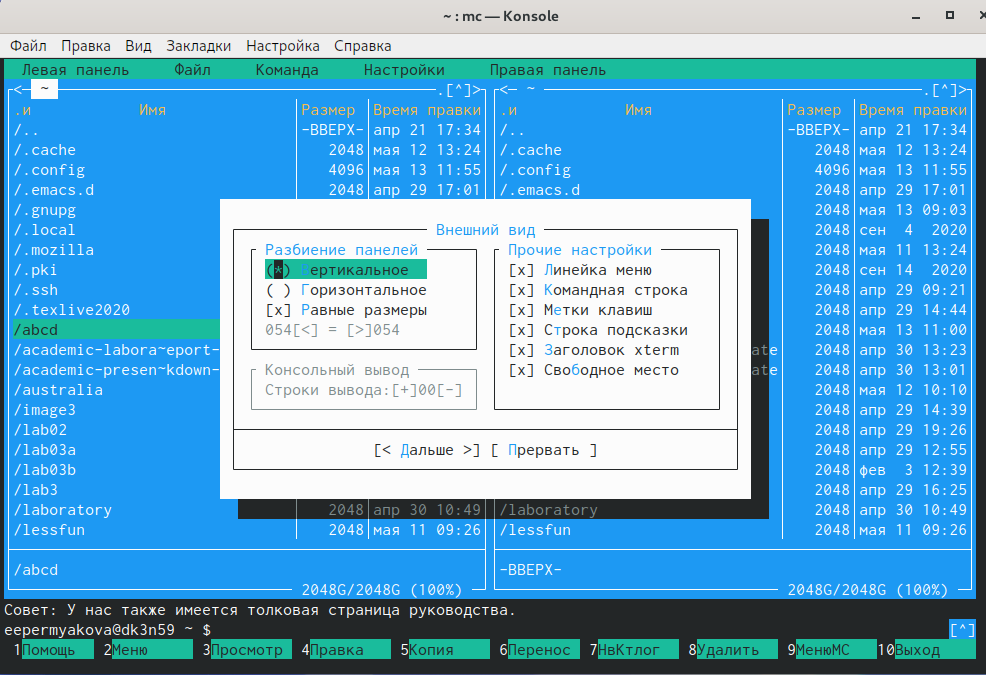 ~ : mc — Konsole
Файл Правка Вид Закладки Настройка Справка
Левая панель Файл Команда Настройки Правая панель
<─ ~ .[^]> <─ ~ .[^]>
.и Имя Размер Время правки .и Имя Размер Время правки
/.. -ВВЕРХ- апр 21 17:34 /.. -ВВЕРХ- апр 21 17:34
/.cache 2048 мая 12 13:24 /.cache 2048 мая 12 13:24
/.config 4096 мая 13 11:55 /.config 4096 мая 13 11:55
/.emacs.d 2048 апр 29 17:01 /.emacs.d 2048 апр 29 17:01
/.gnupg 2048 мая 13 09:03
/.local Внешний вид 2048 сен 4 2020
/.mozilla Разбиение панелей Прочие настройки 2048 мая 11 13:24
/.pki (*) Вертикальное [x] Линейка меню 2048 сен 14 2020
/.ssh ( ) Горизонтальное [x] Командная строка 2048 апр 29 09:21
/.texlive2020 [x] Равные размеры [x] Метки клавиш 2048 апр 29 14:44
/abcd 054[<] = [>]054 [x] Строка подсказки 2048 мая 13 11:00
/academic-labora~eport- [x] Заголовок xterm ate 2048 апр 30 13:23
/academic-presen~kdown- Консольный вывод [x] Свободное место ate 2048 апр 30 13:01
/australia Строки вывода:[+]00[-] 2048 мая 12 10:10
/image3 2048 апр 29 14:39
/lab02 2048 апр 29 19:26
/lab03a [< Дальше >] [ Прервать ] 2048 апр 29 12:55
/lab03b 2048 фев 3 12:39
/lab3 2048 апр 29 16:25
/laboratory 2048 апр 30 10:49 /laboratory 2048 апр 30 10:49
/lessfun 2048 мая 11 09:26 /lessfun 2048 мая 11 09:26
/abcd -ВВЕРХ-
2048G/2048G (100%) 2048G/2048G (100%)
Совет: У нас также имеется толковая страница руководства.
eepermyakova@dk3n59 ~ $ [^]
1Помощь 2Меню 3Просмотр 4Правка 5Копия 6Перенос 7НвКтлог 8Удалить 9МенюМС 10Выход